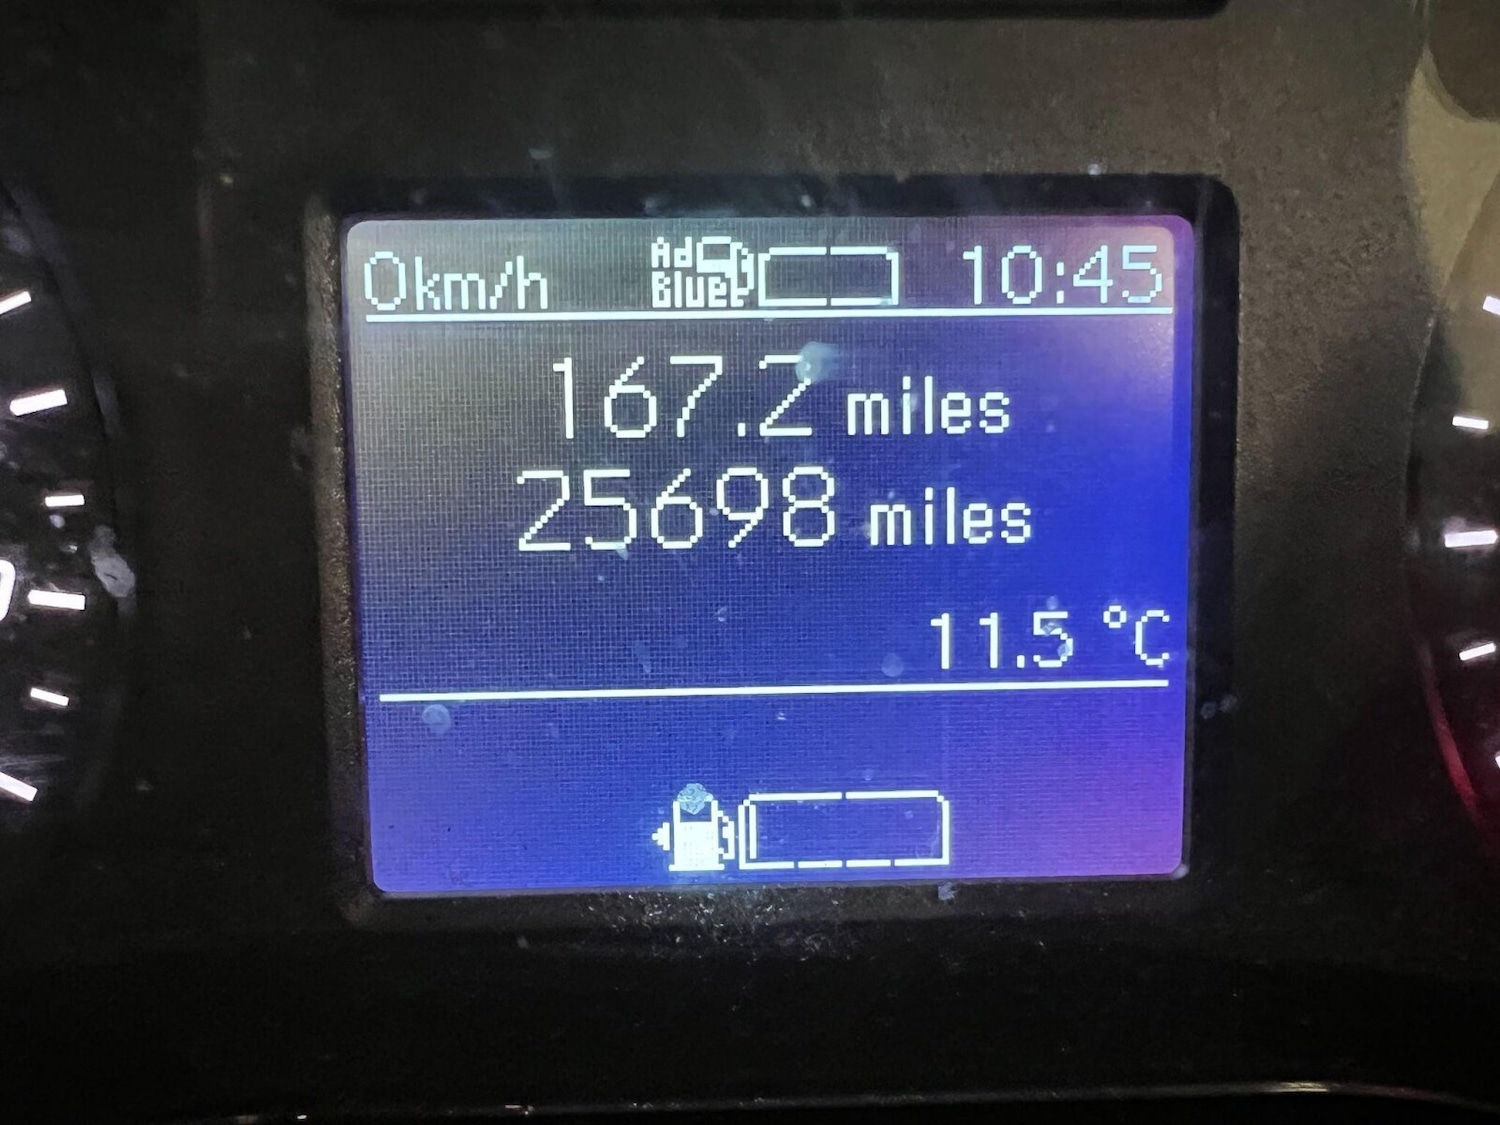 0km/h AdBlue 10:45
167.2 miles
25698 miles
11.5 °C